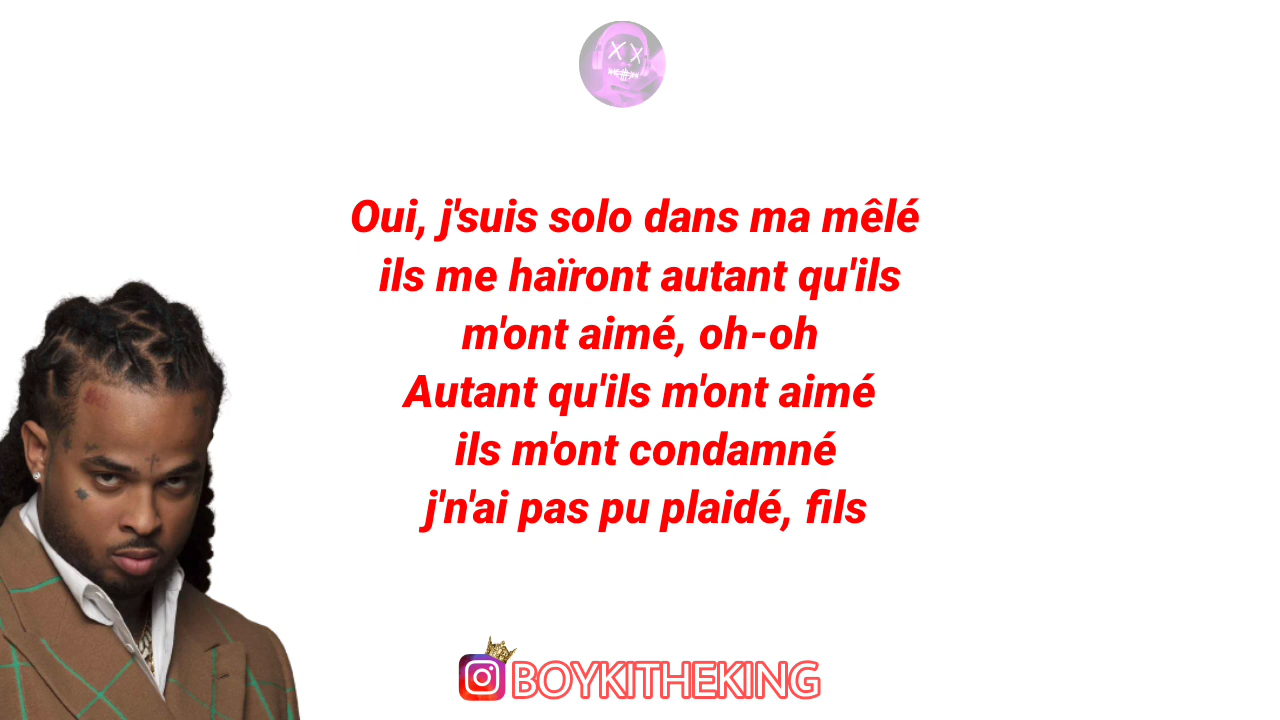 Oui, j'suis solo dans ma mêlé
ils me haïront autant qu'ils
m'ont aimé, oh-oh
Autant qu'ils m'ont aimé
ils m'ont condamné
j'n'ai pas pu plaidé, fils
BOYKITHEKING